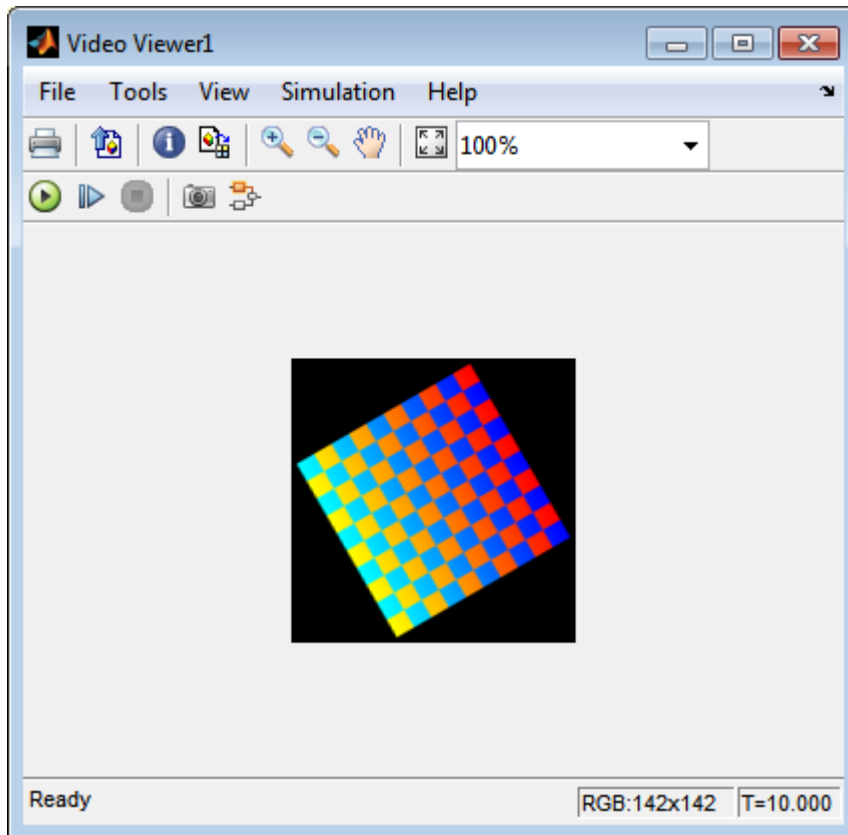 Video Viewer1
File Tools View Simulation Help
100%
Ready RGB:142x142 T=10.000